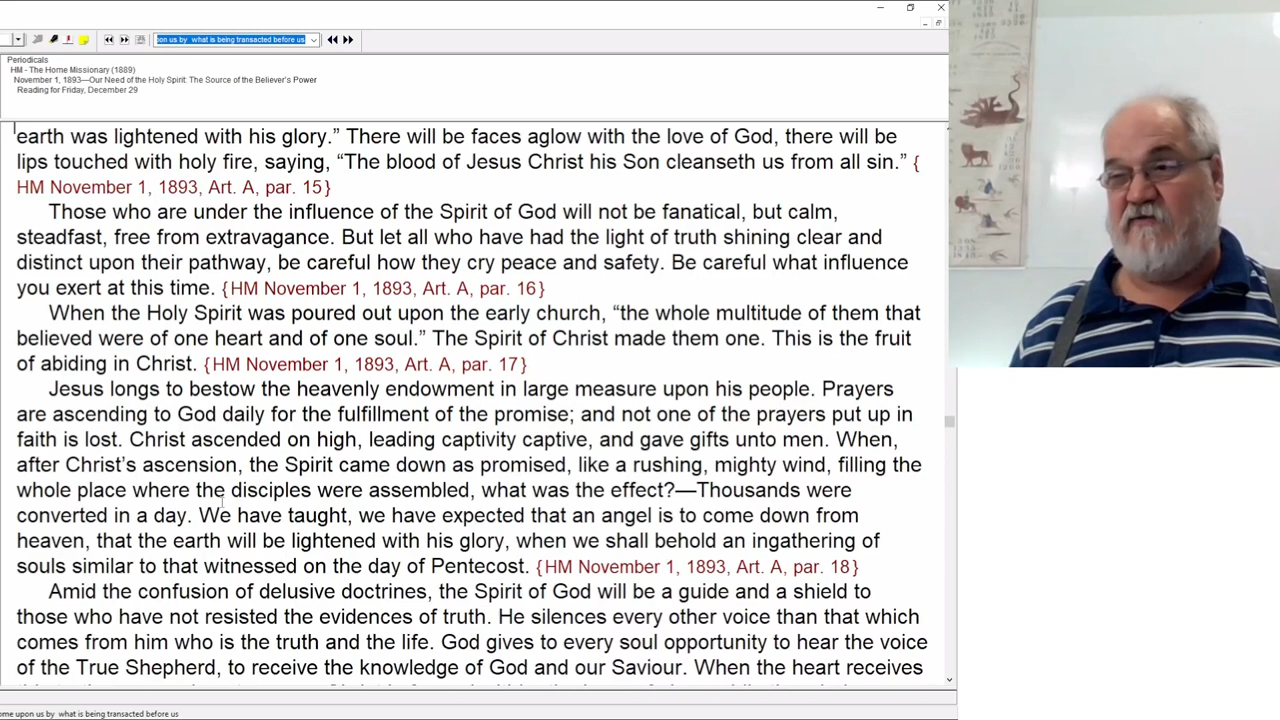 on us by  what is being transacted before us
Periodicals
HM - The Home Missionary (1889)
November 1, 1893—Our Need of the Holy Spirit: The Source of the Believer's Power
Reading for Friday, December 29
earth was lightened with his glory.” There will be faces aglow with the love of God, there will be
lips touched with holy fire, saying, “The blood of Jesus Christ his Son cleanseth us from all sin.” {
HM November 1, 1893, Art. A, par. 15}
Those who are under the influence of the Spirit of God will not be fanatical, but calm,
steadfast, free from extravagance. But let all who have had the light of truth shining clear and
distinct upon their pathway, be careful how they cry peace and safety. Be careful what influence
you exert at this time. {HM November 1, 1893, Art. A, par. 16}
When the Holy Spirit was poured out upon the early church, “the whole multitude of them that
believed were of one heart and of one soul.” The Spirit of Christ made them one. This is the fruit
of abiding in Christ. {HM November 1, 1893, Art. A, par. 17}
Jesus longs to bestow the heavenly endowment in large measure upon his people. Prayers
are ascending to God daily for the fulfillment of the promise; and not one of the prayers put up in
faith is lost. Christ ascended on high, leading captivity captive, and gave gifts unto men. When,
after Christ’s ascension, the Spirit came down as promised, like a rushing, mighty wind, filling the
whole place where the disciples were assembled, what was the effect?—Thousands were
converted in a day. We have taught, we have expected that an angel is to come down from
heaven, that the earth will be lightened with his glory, when we shall behold an ingathering of
souls similar to that witnessed on the day of Pentecost. {HM November 1, 1893, Art. A, par. 18}
Amid the confusion of delusive doctrines, the Spirit of God will be a guide and a shield to
those who have not resisted the evidences of truth. He silences every other voice than that which
comes from him who is the truth and the life. God gives to every soul opportunity to hear the voice
of the True Shepherd, to receive the knowledge of God and our Saviour. When the heart receives
ome upon us by  what is being transacted before us